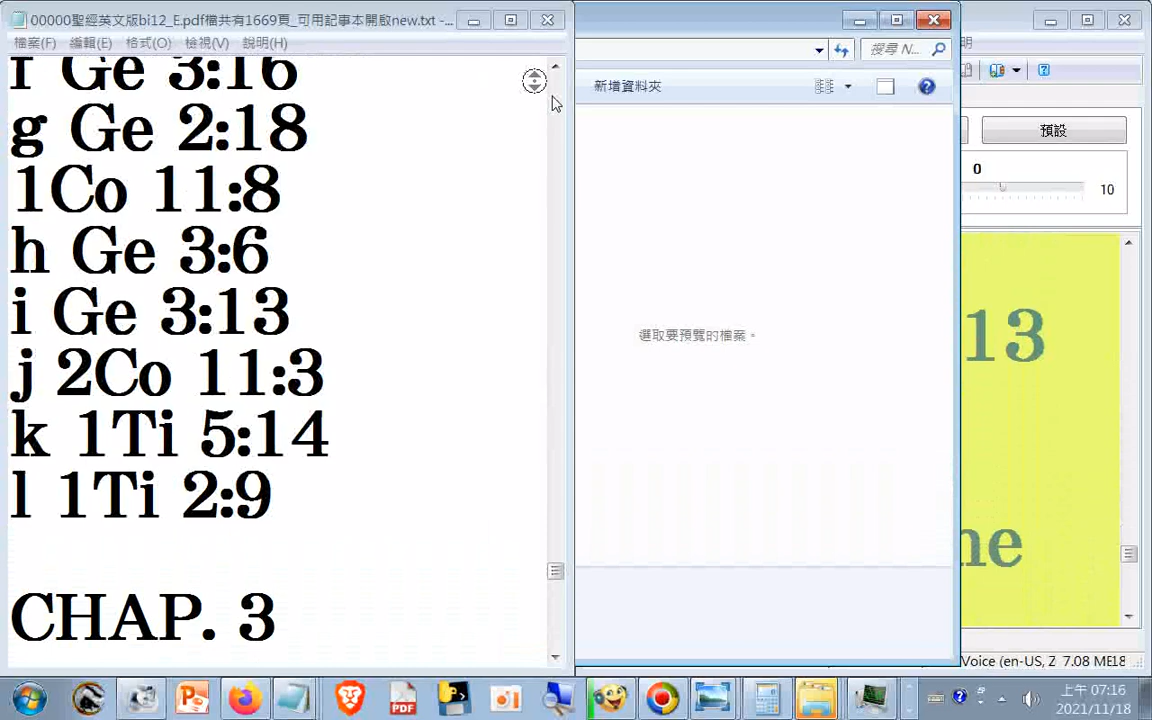 00000聖經英文版bi12_E.pdf檔共有1669頁_可用記事本開啟new.txt -...
檔案(F) 編輯(E) 格式(O) 檢視(V) 說明(H)
f Ge 3:16
g Ge 2:18
1Co 11:8
h Ge 3:6
i Ge 3:13
j 2Co 11:3
k 1Ti 5:14
l 1Ti 2:9
CHAP. 3
搜尋 N...
新增資料夾
選取要預覽的檔案。
明
預設
0
10
13
ne
Voice (en-US, Z 7.08 ME18
上午 07:16
2021/11/18